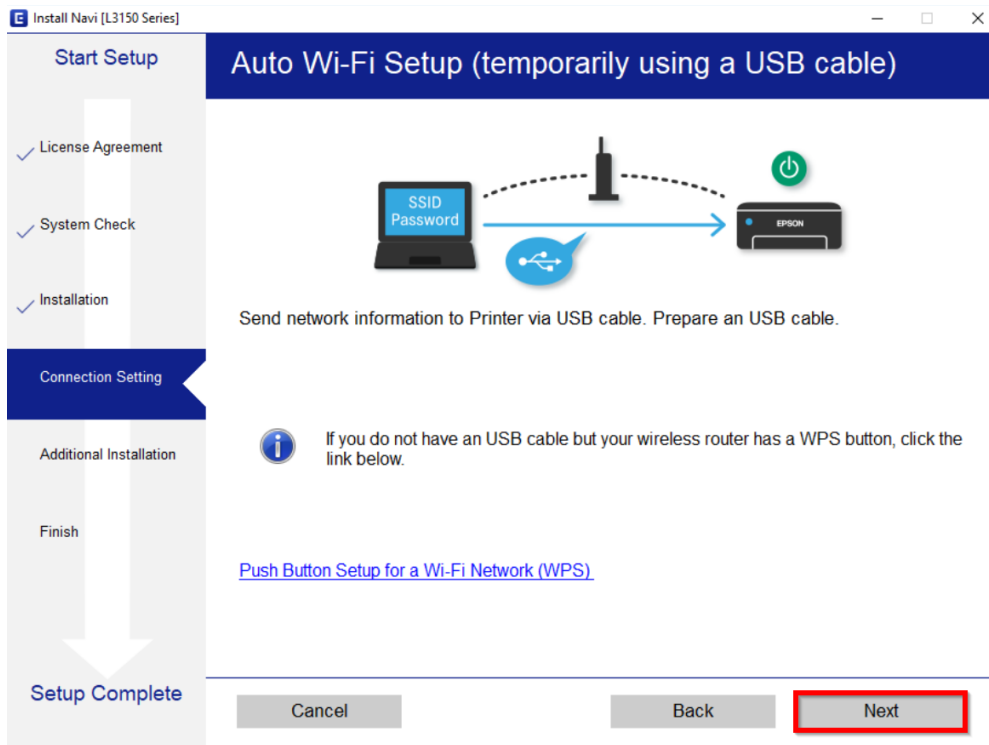 Install Navi [L3150 Series]
Start Setup
License Agreement
System Check
Installation
Connection Setting
Additional Installation
Finish
Setup Complete
Auto Wi-Fi Setup (temporarily using a USB cable)
SSID
Password
EPSON
Send network information to Printer via USB cable. Prepare an USB cable.
If you do not have an USB cable but your wireless router has a WPS button, click the
link below.
Push Button Setup for a Wi-Fi Network (WPS)
Cancel
Back
Next